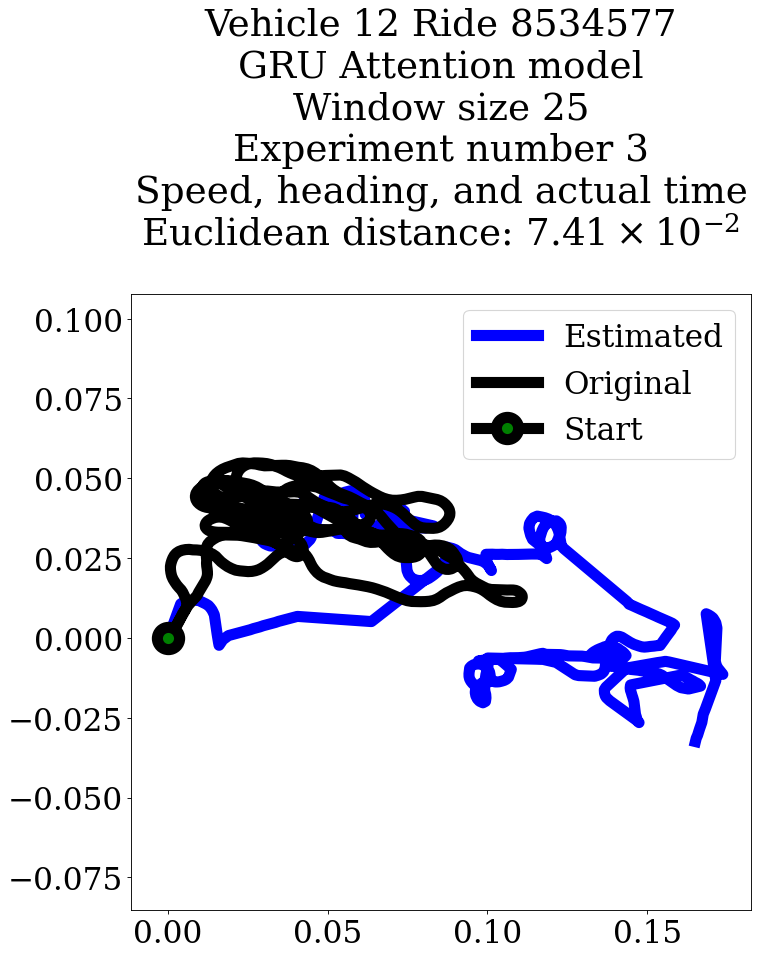 Vehicle 12 Ride 8534577
GRU Attention model
Window size 25
Experiment number 3
Speed, heading, and actual time
Euclidean distance: 7.41 × 10⁻²
Estimated
Original
Start
0.100
0.075
0.050
0.025
0.000
−0.025
−0.050
−0.075
0.00 0.05 0.10 0.15